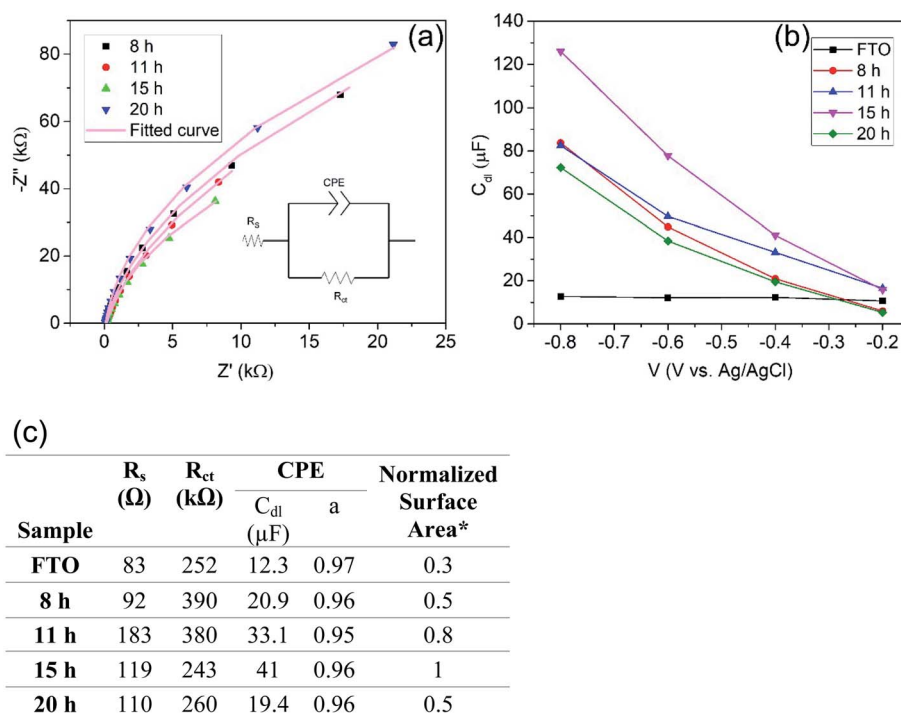 (a)
8 h
11 h
15 h
20 h
Fitted curve
-Z" (kΩ)
80
60
40
20
0
0 5 10 15 20 25
Z' (kΩ)
CPE
Rs
Rct
(b)
FTO
8 h
11 h
15 h
20 h
Cdl (µF)
140
120
100
80
60
40
20
0
-0.8 -0.7 -0.6 -0.5 -0.4 -0.3 -0.2
V (V vs. Ag/AgCl)
(c)
Sample Rs (Ω) Rct (kΩ) CPE Normalized Surface Area*
Cdl (µF) a
FTO 83 252 12.3 0.97 0.3
8 h 92 390 20.9 0.96 0.5
11 h 183 380 33.1 0.95 0.8
15 h 119 243 41 0.96 1
20 h 110 260 19.4 0.96 0.5